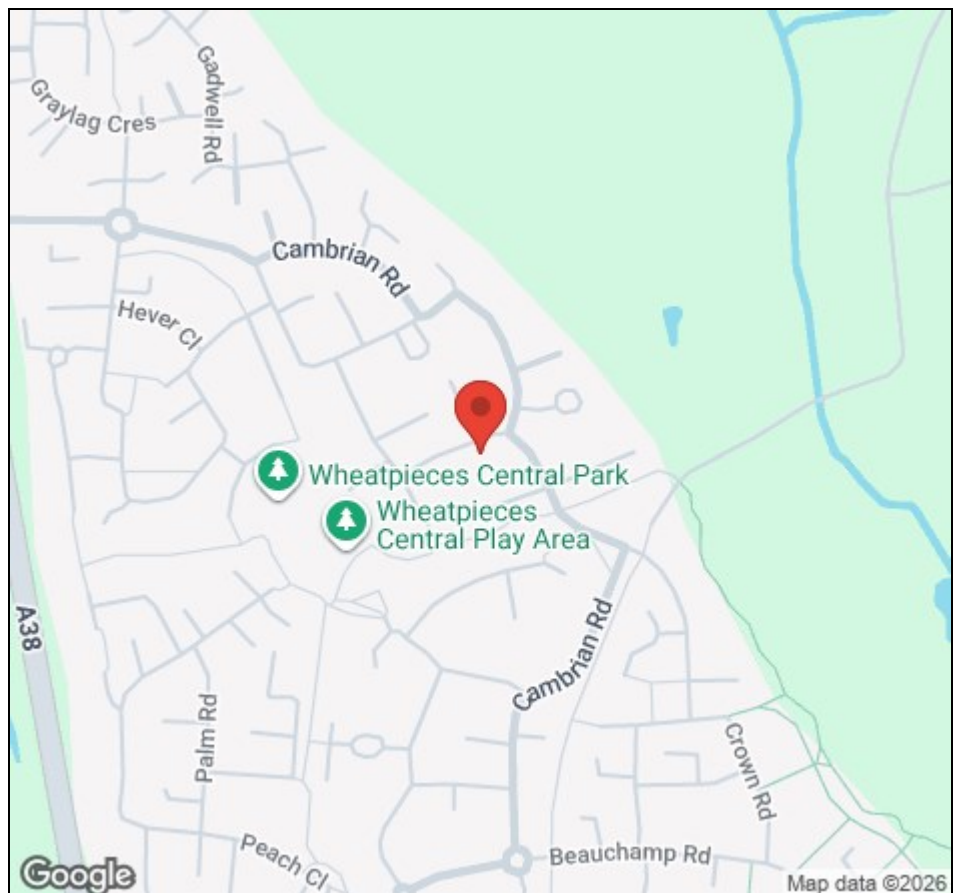 Gadwell Rd
Graylag Cres
Cambrian Rd
Hever Cl
Wheatpieces Central Park
Wheatpieces
Central Play Area
A38
Cambrian Rd
Palm Rd
Crown Rd
Peach Cl
Beauchamp Rd
Google
Map data ©2026